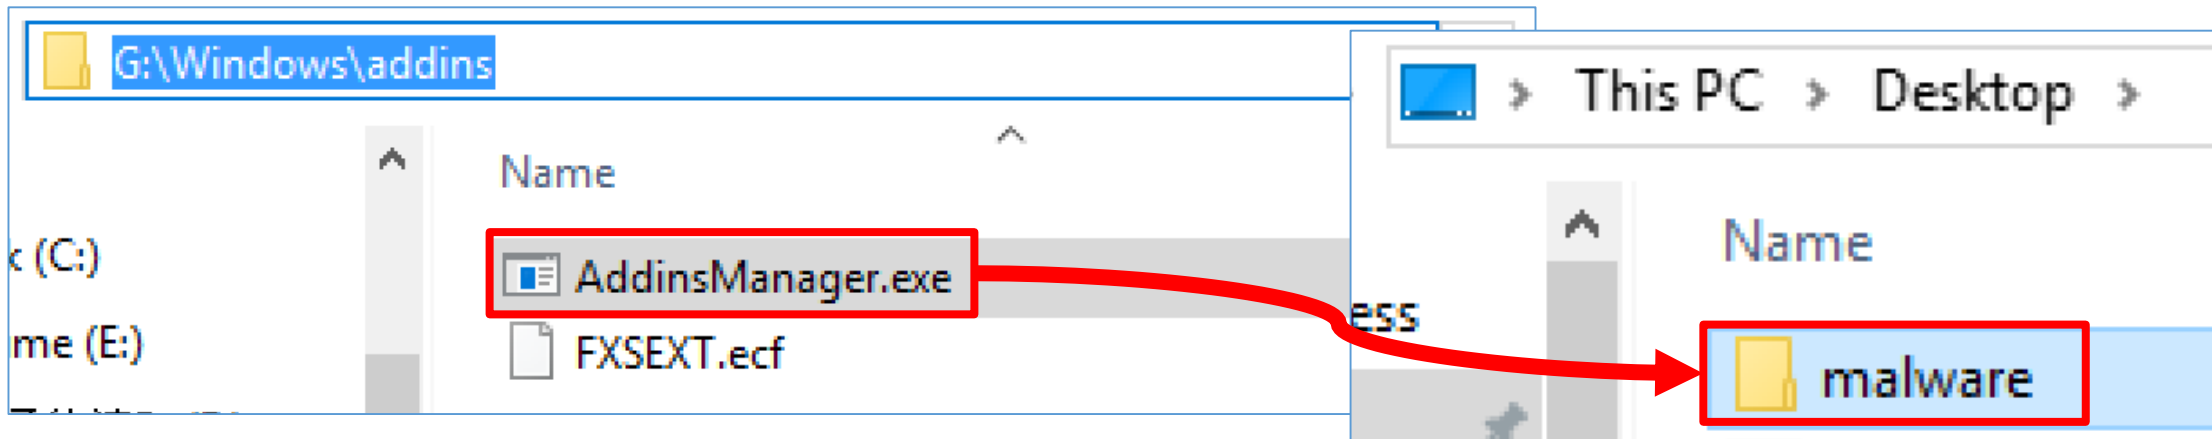 G:\Windows\addins
Name
AddinsManager.exe
FXSEXT.ecf
(C:)
me (E:)
This PC
Desktop
Name
ess
malware